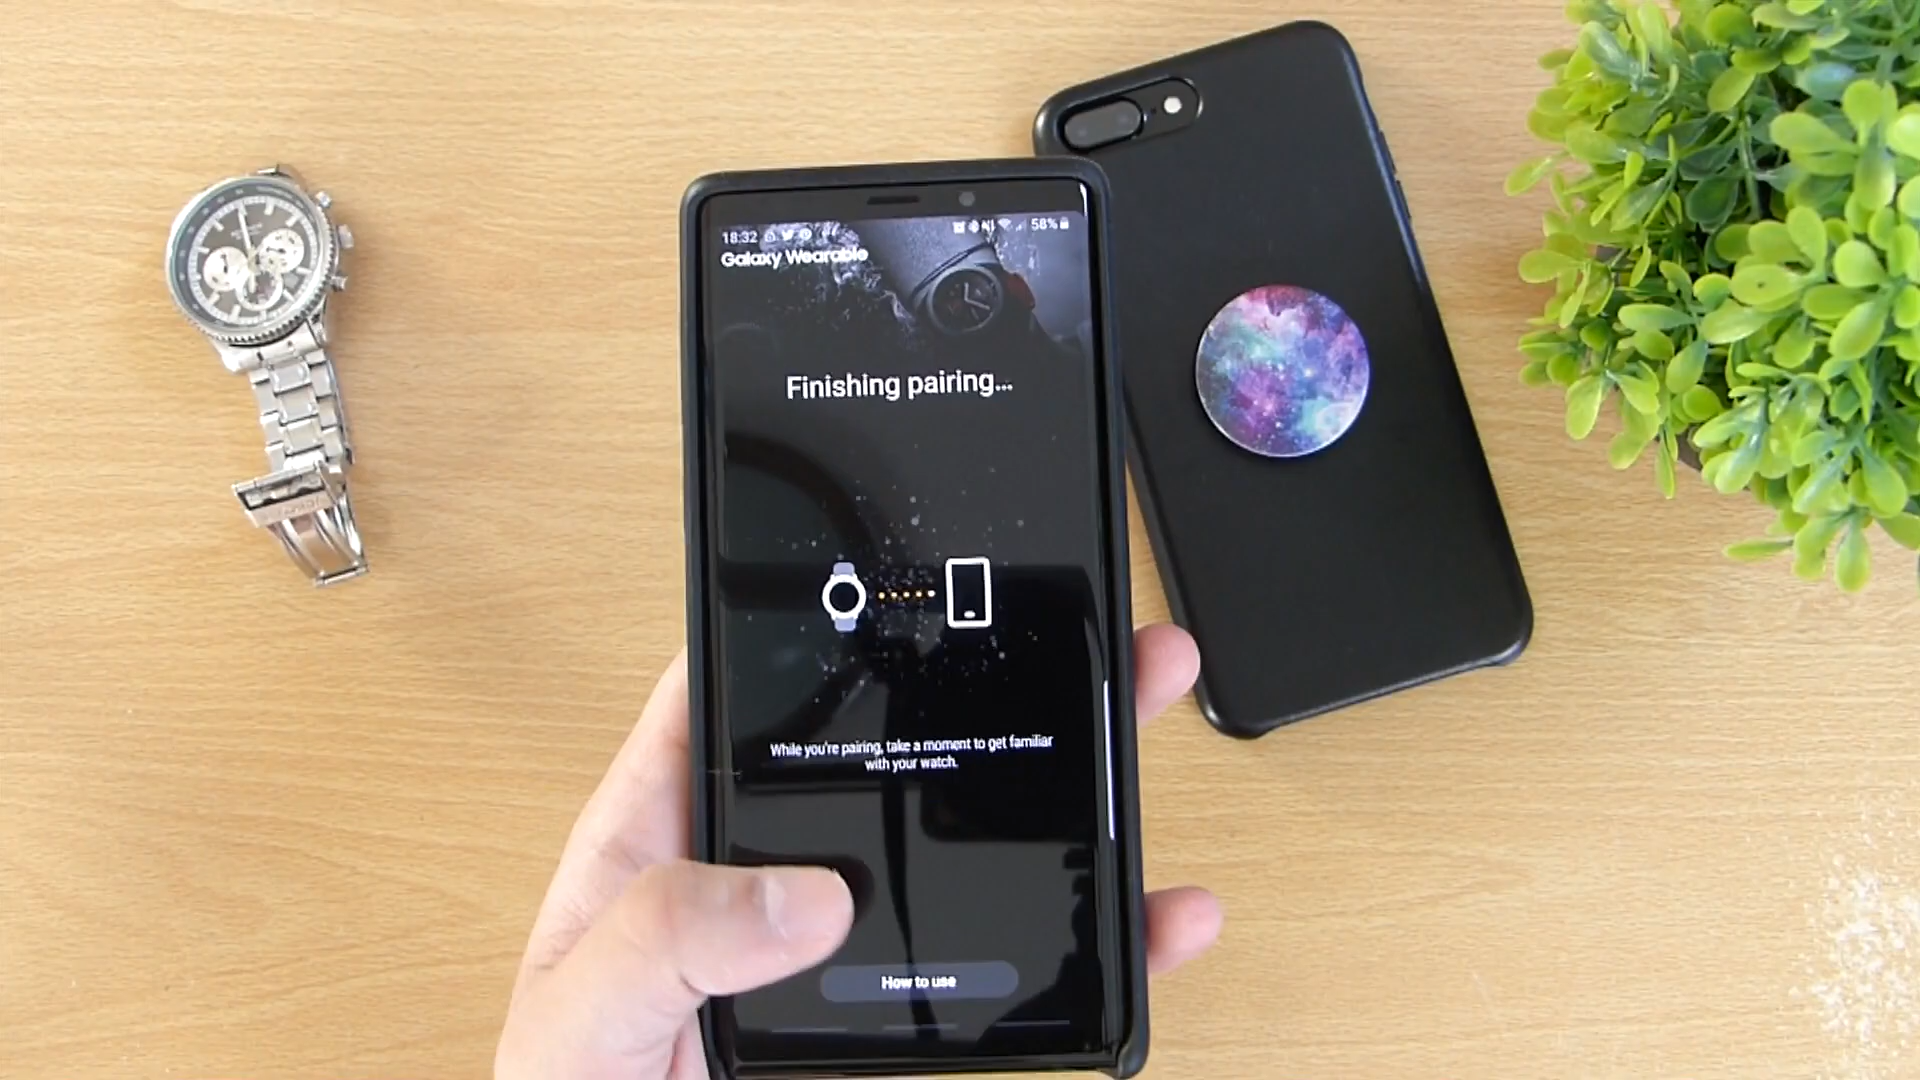 18:32
58%
Galaxy Wearable
Finishing pairing...
While you're pairing, take a moment to get familiar
with your watch.
How to use